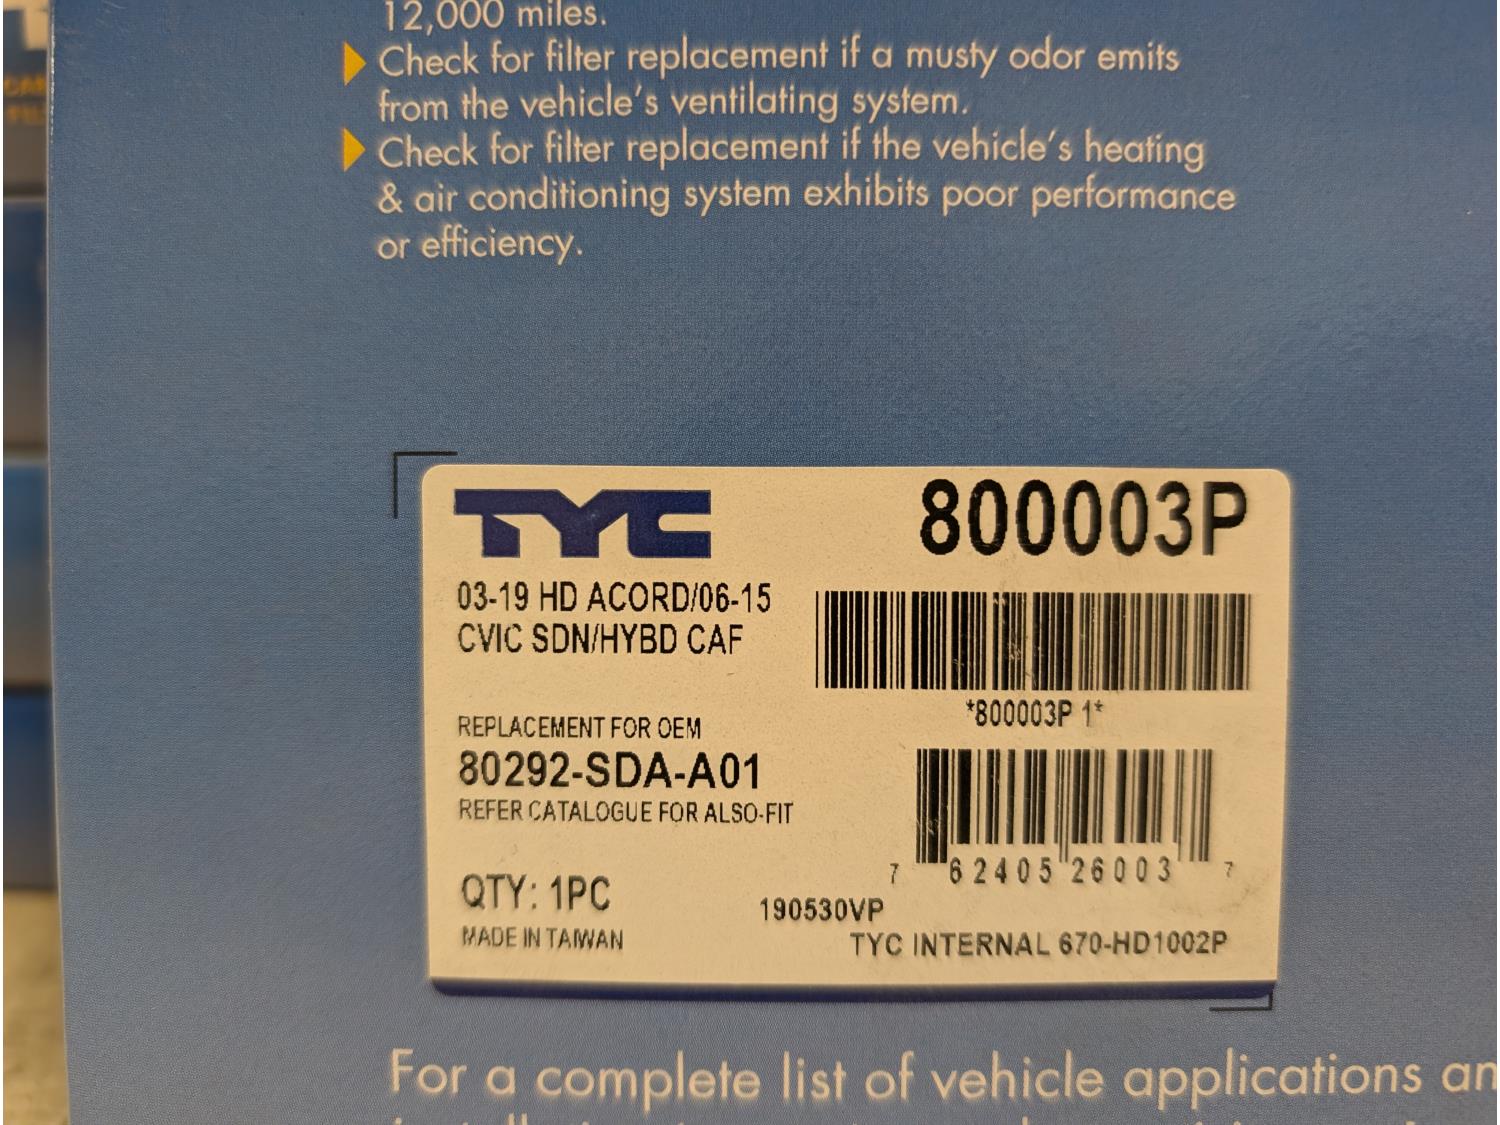 12,000 miles.
Check for filter replacement if a musty odor emits
from the vehicle's ventilating system.
Check for filter replacement if the vehicle's heating
& air conditioning system exhibits poor performance
or efficiency.
TYC
800003P
03-19 HD ACORD/06-15
CVIC SDN/HYBD CAF
*800003P 1*
REPLACEMENT FOR OEM
80292-SDA-A01
REFER CATALOGUE FOR ALSO-FIT
7 62405 26003 7
QTY: 1PC
190530VP
MADE IN TAIWAN
TYC INTERNAL 670-HD1002P
For a complete list of vehicle applications an